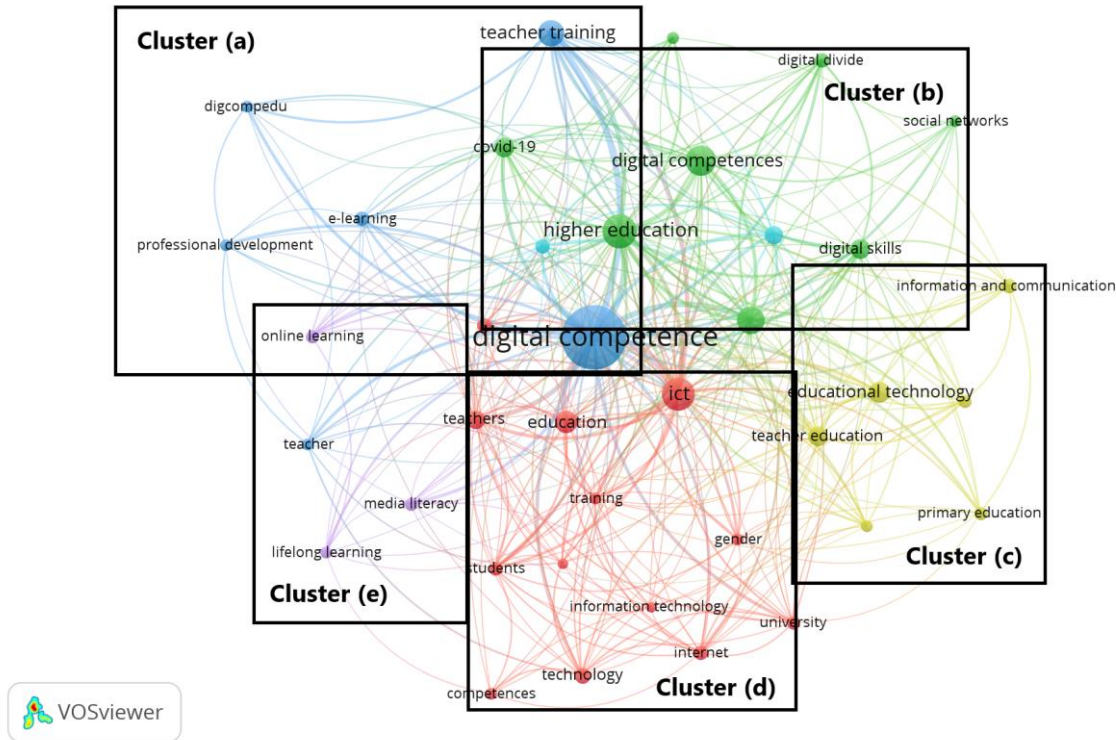 teacher training
Cluster (a)
digital divide
Cluster (b)
digcompedu
social networks
covid-19
digital competences
e-learning
higher education
professional development
digital skills
information and communication
online learning
digital competence
ict
educational technology
teachers
education
teacher education
teacher
training
media literacy
primary education
gender
lifelong learning
Cluster (c)
students
Cluster (e)
information technology
university
internet
technology
Cluster (d)
competences
VOSviewer